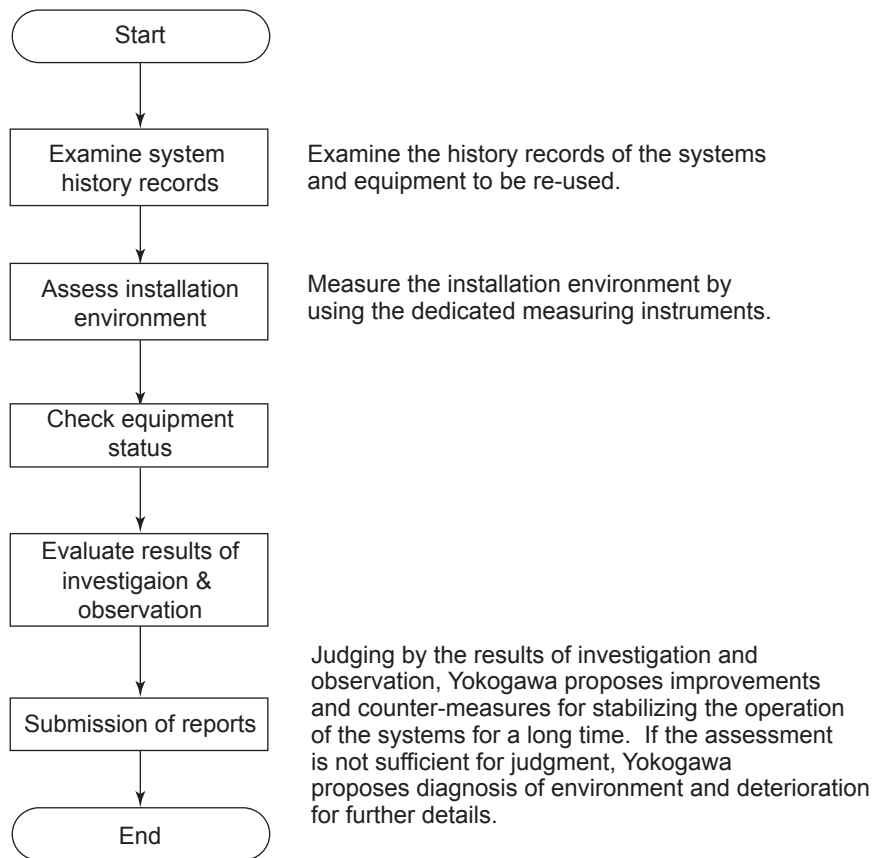 Start
Examine system
history records
Examine the history records of the systems
and equipment to be re-used.
Assess installation
environment
Measure the installation environment by
using the dedicated measuring instruments.
Check equipment
status
Evaluate results of
investigaion &
observation
Submission of reports
Judging by the results of investigation and
observation, Yokogawa proposes improvements
and counter-measures for stabilizing the operation
of the systems for a long time.  If the assessment
is not sufficient for judgment, Yokogawa
proposes diagnosis of environment and deterioration
for further details.
End